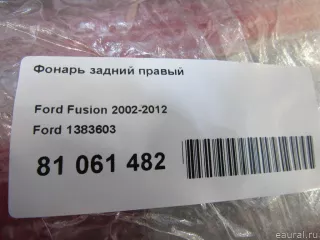 Фонарь задний правый
Ford Fusion 2002-2012
Ford 1383603
81 061 482
eaural.ru